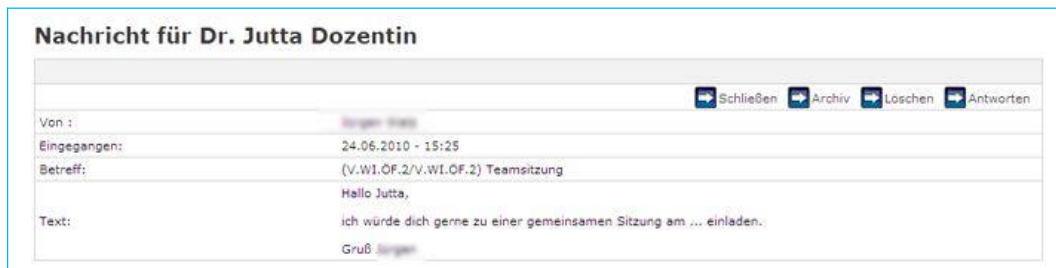 Nachricht für Dr. Jutta Dozentin
Schließen Archiv Löschen Antworten
Von :
Eingegangen: 24.06.2010 - 15:25
Betreff: (V.WI.ÖF.2/V.WI.ÖF.2) Teamsitzung
Hallo Jutta,
Text: ich würde dich gerne zu einer gemeinsamen Sitzung am ... einladen.
Gruß